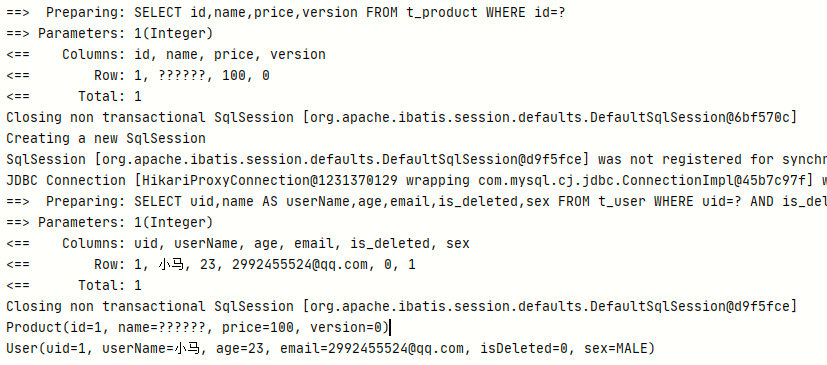 ==>  Preparing: SELECT id,name,price,version FROM t_product WHERE id=?
==> Parameters: 1(Integer)
<==    Columns: id, name, price, version
<==        Row: 1, ??????, 100, 0
<==      Total: 1
Closing non transactional SqlSession [org.apache.ibatis.session.defaults.DefaultSqlSession@6bf570c]
Creating a new SqlSession
SqlSession [org.apache.ibatis.session.defaults.DefaultSqlSession@d9f5fce] was not registered for synchr
JDBC Connection [HikariProxyConnection@1231370129 wrapping com.mysql.cj.jdbc.ConnectionImpl@45b7c97f] w
==>  Preparing: SELECT uid,name AS userName,age,email,is_deleted,sex FROM t_user WHERE uid=? AND is_del
==> Parameters: 1(Integer)
<==    Columns: uid, userName, age, email, is_deleted, sex
<==        Row: 1, 小马, 23, 2992455524@qq.com, 0, 1
<==      Total: 1
Closing non transactional SqlSession [org.apache.ibatis.session.defaults.DefaultSqlSession@d9f5fce]
Product(id=1, name=??????, price=100, version=0)
User(uid=1, userName=小马, age=23, email=2992455524@qq.com, isDeleted=0, sex=MALE)